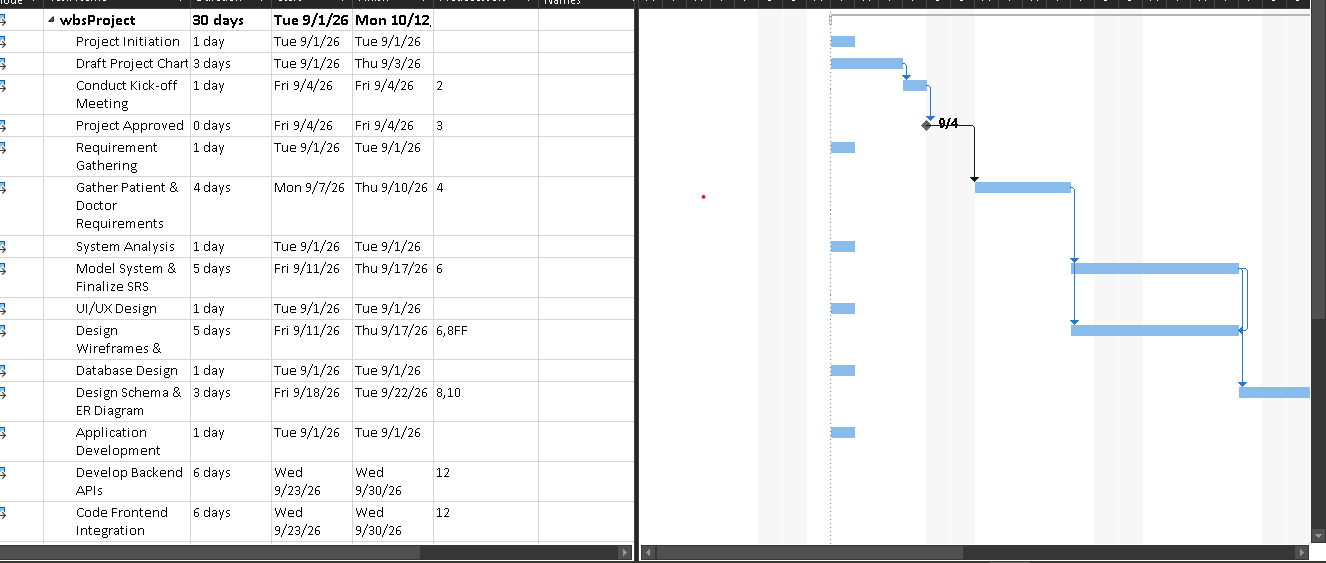 Names
wbsProject 30 days Tue 9/1/26 Mon 10/12
Project Initiation 1 day Tue 9/1/26 Tue 9/1/26
Draft Project Chart 3 days Tue 9/1/26 Thu 9/3/26
Conduct Kick-off 1 day Fri 9/4/26 Fri 9/4/26 2
Meeting
Project Approved 0 days Fri 9/4/26 Fri 9/4/26 3
9/4
Requirement 1 day Tue 9/1/26 Tue 9/1/26
Gathering
Gather Patient & 4 days Mon 9/7/26 Thu 9/10/26 4
Doctor
Requirements
System Analysis 1 day Tue 9/1/26 Tue 9/1/26
Model System & 5 days Fri 9/11/26 Thu 9/17/26 6
Finalize SRS
UI/UX Design 1 day Tue 9/1/26 Tue 9/1/26
Design 5 days Fri 9/11/26 Thu 9/17/26 6,8FF
Wireframes &
Database Design 1 day Tue 9/1/26 Tue 9/1/26
Design Schema & 3 days Fri 9/18/26 Tue 9/22/26 8,10
ER Diagram
Application 1 day Tue 9/1/26 Tue 9/1/26
Development
Develop Backend 6 days Wed Wed 12
APIs 9/23/26 9/30/26
Code Frontend 6 days Wed Wed 12
Integration 9/23/26 9/30/26